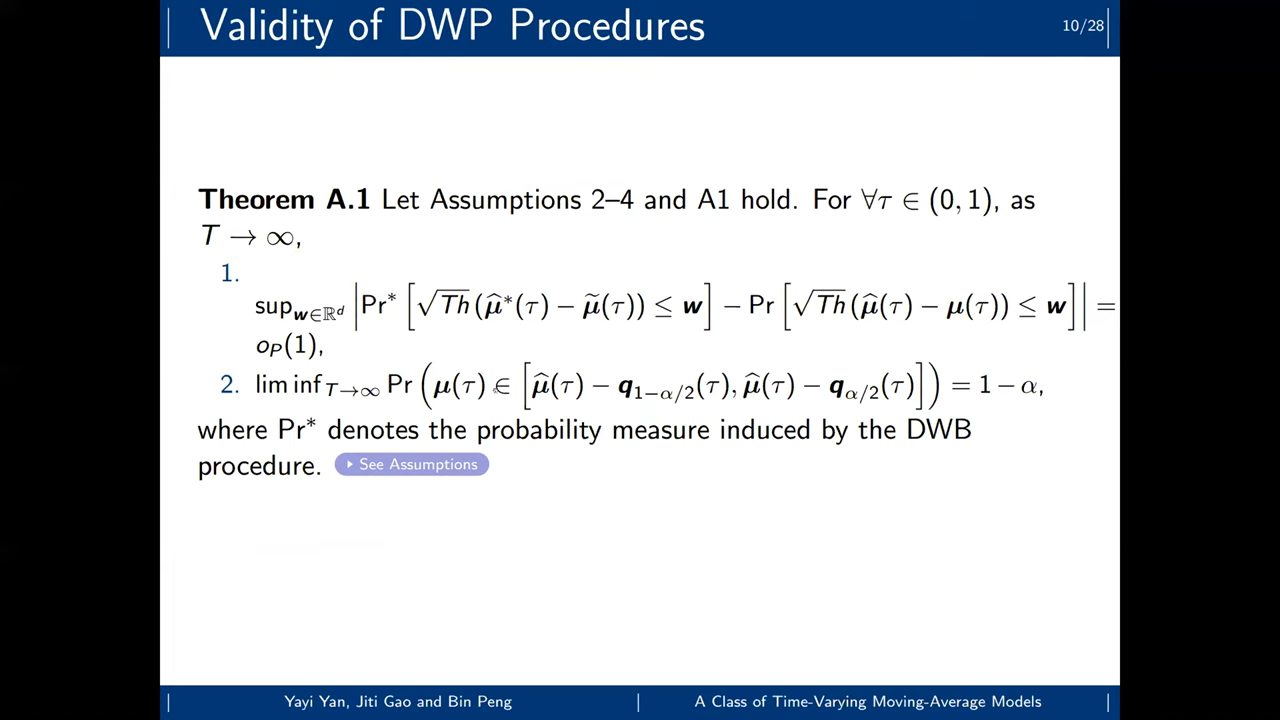 Validity of DWP Procedures
10/28
Theorem A.1 Let Assumptions 2–4 and A1 hold. For ∀τ ∈ (0, 1), as
T → ∞,
1.
sup_{w∈ℝ^d} |Pr* [√Th (μ̂*(τ) − μ̃(τ)) ≤ w] − Pr [√Th (μ̂(τ) − μ(τ)) ≤ w]| =
o_P(1),
2. lim inf_{T→∞} Pr (μ(τ) ∈ [μ̂(τ) − q_{1−α/2}(τ), μ̂(τ) − q_{α/2}(τ)]) = 1 − α,
where Pr* denotes the probability measure induced by the DWB
procedure. See Assumptions
Yayi Yan, Jiti Gao and Bin Peng
A Class of Time-Varying Moving-Average Models